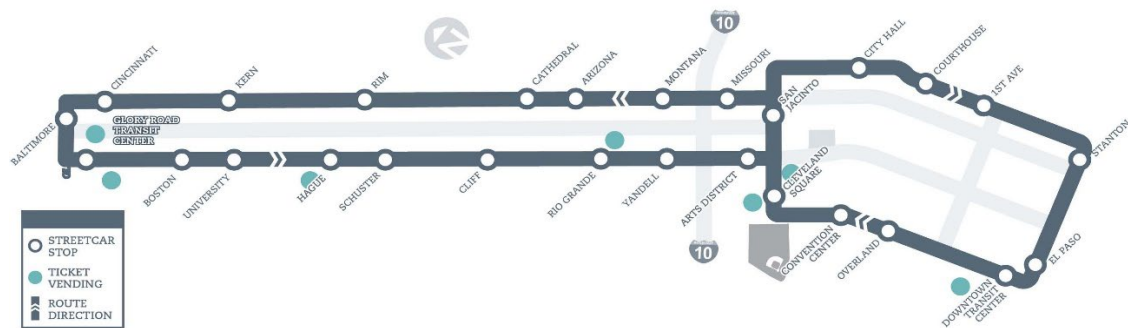 10
CINCINNATI
KERN
RIM
CATHEDRAL
ARIZONA
MONTANA
MISSOURI
SAN
JACINTO
CITY HALL
COURTHOUSE
1ST AVE
BALTIMORE
GLORY ROAD
TRANSIT
CENTER
STANTON
BOSTON
UNIVERSITY
HAGUE
SCHUSTER
CLIFF
RIO GRANDE
YANDELL
ARTS DISTRICT
CLEVELAND
SQUARE
CONVENTION
CENTER
OVERLAND
DOWNTOWN
TRANSIT
CENTER
EL PASO
10
STREETCAR
STOP
TICKET
VENDING
ROUTE
DIRECTION